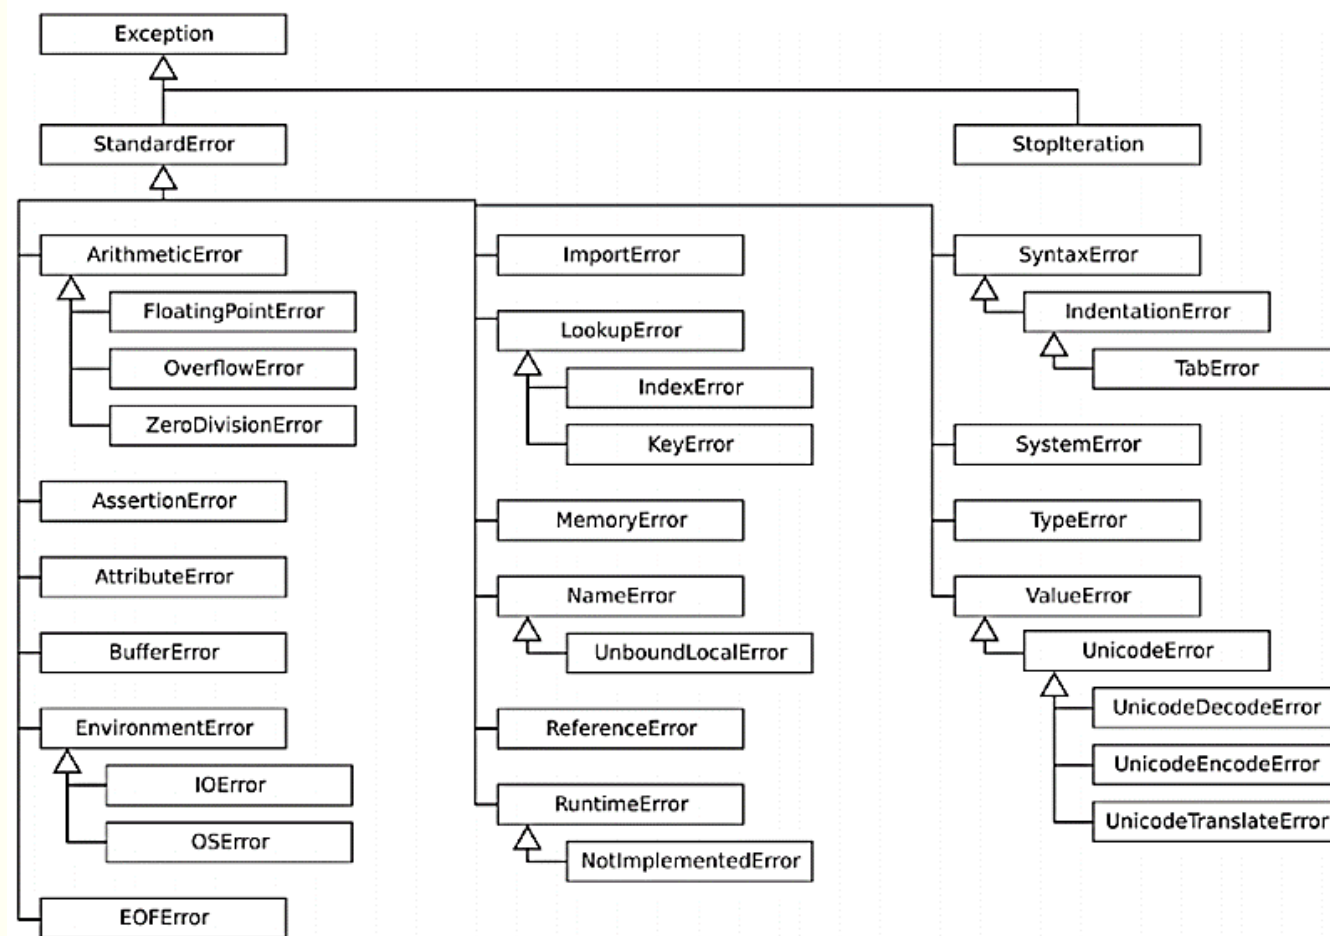 Exception
StandardError
StopIteration
ArithmeticError
FloatingPointError
OverflowError
ZeroDivisionError
AssertionError
AttributeError
BufferError
EnvironmentError
IOError
OSError
EOFError
ImportError
LookupError
IndexError
KeyError
MemoryError
NameError
UnboundLocalError
ReferenceError
RuntimeError
NotImplementedError
SyntaxError
IndentationError
TabError
SystemError
TypeError
ValueError
UnicodeError
UnicodeDecodeError
UnicodeEncodeError
UnicodeTranslateError